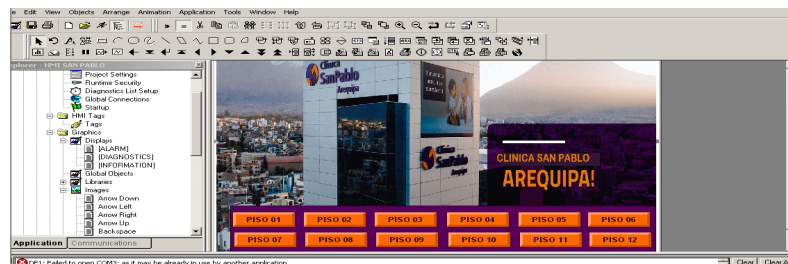 e Edit View Objects Arrange Animation Application Tools Window Help
xplorer - HMI SAN PABLO
Project Settings
Runtime Security
Diagnostics List Setup
Global Connections
Startup
HMI Tags
Tags
Graphics
Displays
[ALARM]
[DIAGNOSTICS]
[INFORMATION]
Global Objects
Libraries
Images
Arrow Down
Arrow Left
Arrow Right
Arrow Up
Backspace
Application Communications
Clinica
SanPablo
Arequipa
Clinica
SanPablo
CLINICA SAN PABLO
AREQUIPA!
PISO 01 PISO 02 PISO 03 PISO 04 PISO 05 PISO 06
PISO 07 PISO 08 PISO 09 PISO 10 PISO 11 PISO 12
DE1: Failed to open COM3; as it may be already in use by another application.
Clear Clear A